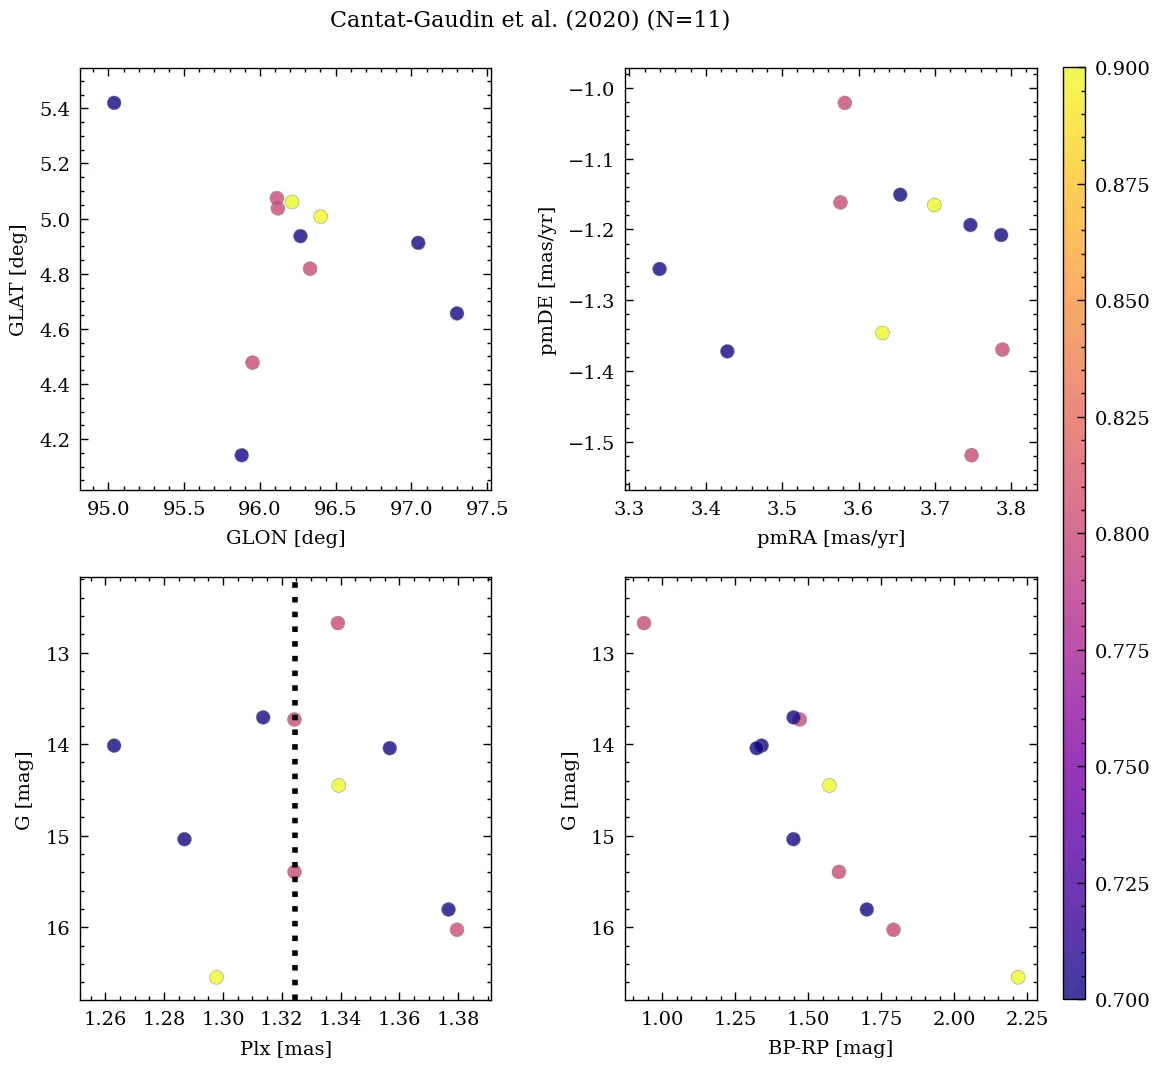 Cantat-Gaudin et al. (2020) (N=11)
5.4
5.2
5.0
4.8
4.6
4.4
4.2
GLAT [deg]
95.0 95.5 96.0 96.5 97.0 97.5
GLON [deg]
−1.0
−1.1
−1.2
−1.3
−1.4
−1.5
pmDE [mas/yr]
3.3 3.4 3.5 3.6 3.7 3.8
pmRA [mas/yr]
13
14
15
16
G [mag]
1.26 1.28 1.30 1.32 1.34 1.36 1.38
Plx [mas]
13
14
15
16
G [mag]
1.00 1.25 1.50 1.75 2.00 2.25
BP-RP [mag]
0.900
0.875
0.850
0.825
0.800
0.775
0.750
0.725
0.700